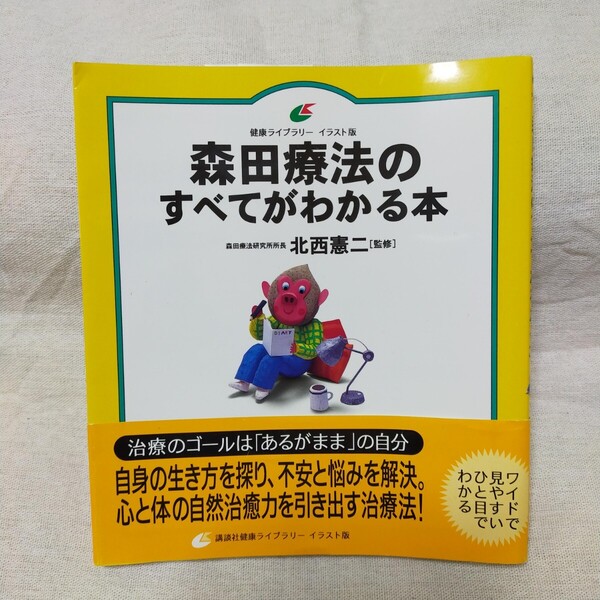 健康ライブラリー イラスト版
森田療法の
すべてがわかる本
森田療法研究所所長 北西憲二[監修]
DIARY
治療のゴールは「あるがまま」の自分
自身の生き方を探り、不安と悩みを解決。
心と体の自然治癒力を引き出す治療法!
ワイドで
見やすい
ひと目で
わかる
講談社健康ライブラリー イラスト版